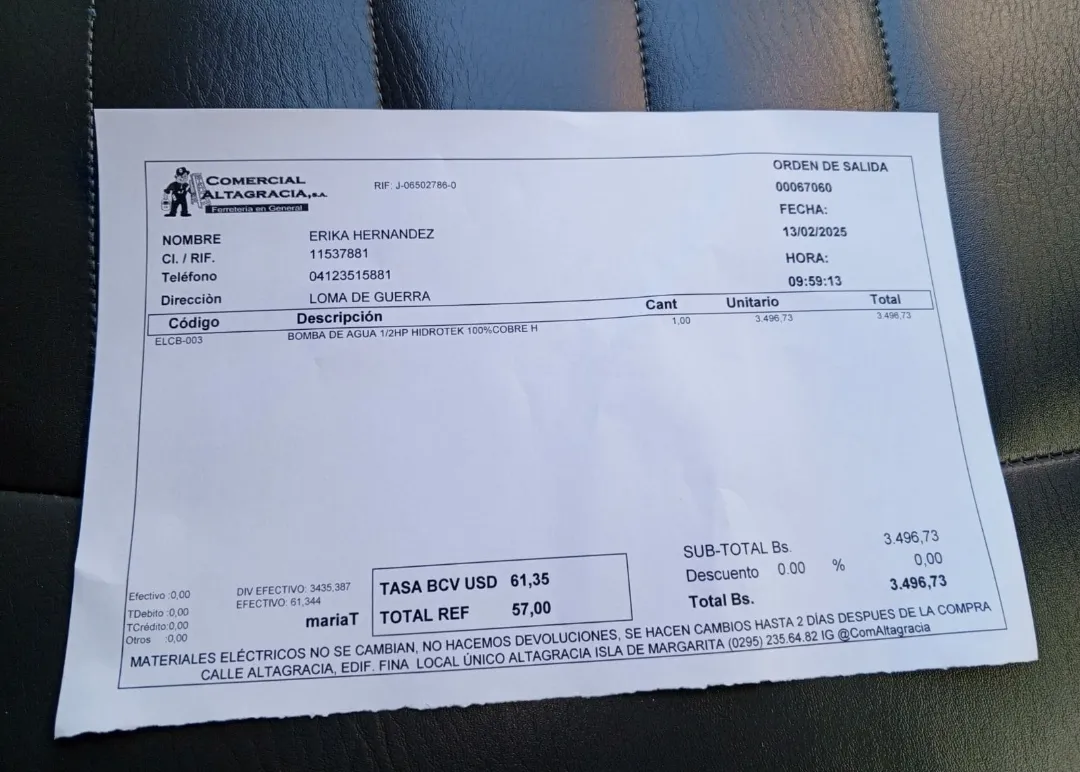 COMERCIAL
ALTAGRACIA,S.A.
Ferretería en General
RIF: J-06502786-0
ORDEN DE SALIDA
00067060
FECHA:
13/02/2025
HORA:
09:59:13
NOMBRE ERIKA HERNANDEZ
CI. / RIF. 11537881
Teléfono 04123515881
Direcciòn LOMA DE GUERRA
Código Descripción Cant Unitario Total
ELCB-003 BOMBA DE AGUA 1/2HP HIDROTEK 100%COBRE H 1,00 3.496,73 3.496,73
SUB-TOTAL Bs. 3.496,73
Descuento 0.00 % 0,00
Total Bs. 3.496,73
Efectivo :0,00
TDebito :0,00
TCrédito:0,00
Otros :0,00
DIV EFECTIVO: 3435,387
EFECTIVO: 61,344
mariaT
TASA BCV USD 61,35
TOTAL REF 57,00
MATERIALES ELÉCTRICOS NO SE CAMBIAN, NO HACEMOS DEVOLUCIONES, SE HACEN CAMBIOS HASTA 2 DÍAS DESPUES DE LA COMPRA
CALLE ALTAGRACIA, EDIF. FINA LOCAL ÚNICO ALTAGRACIA ISLA DE MARGARITA (0295) 235.64.82 IG @ComAltagracia